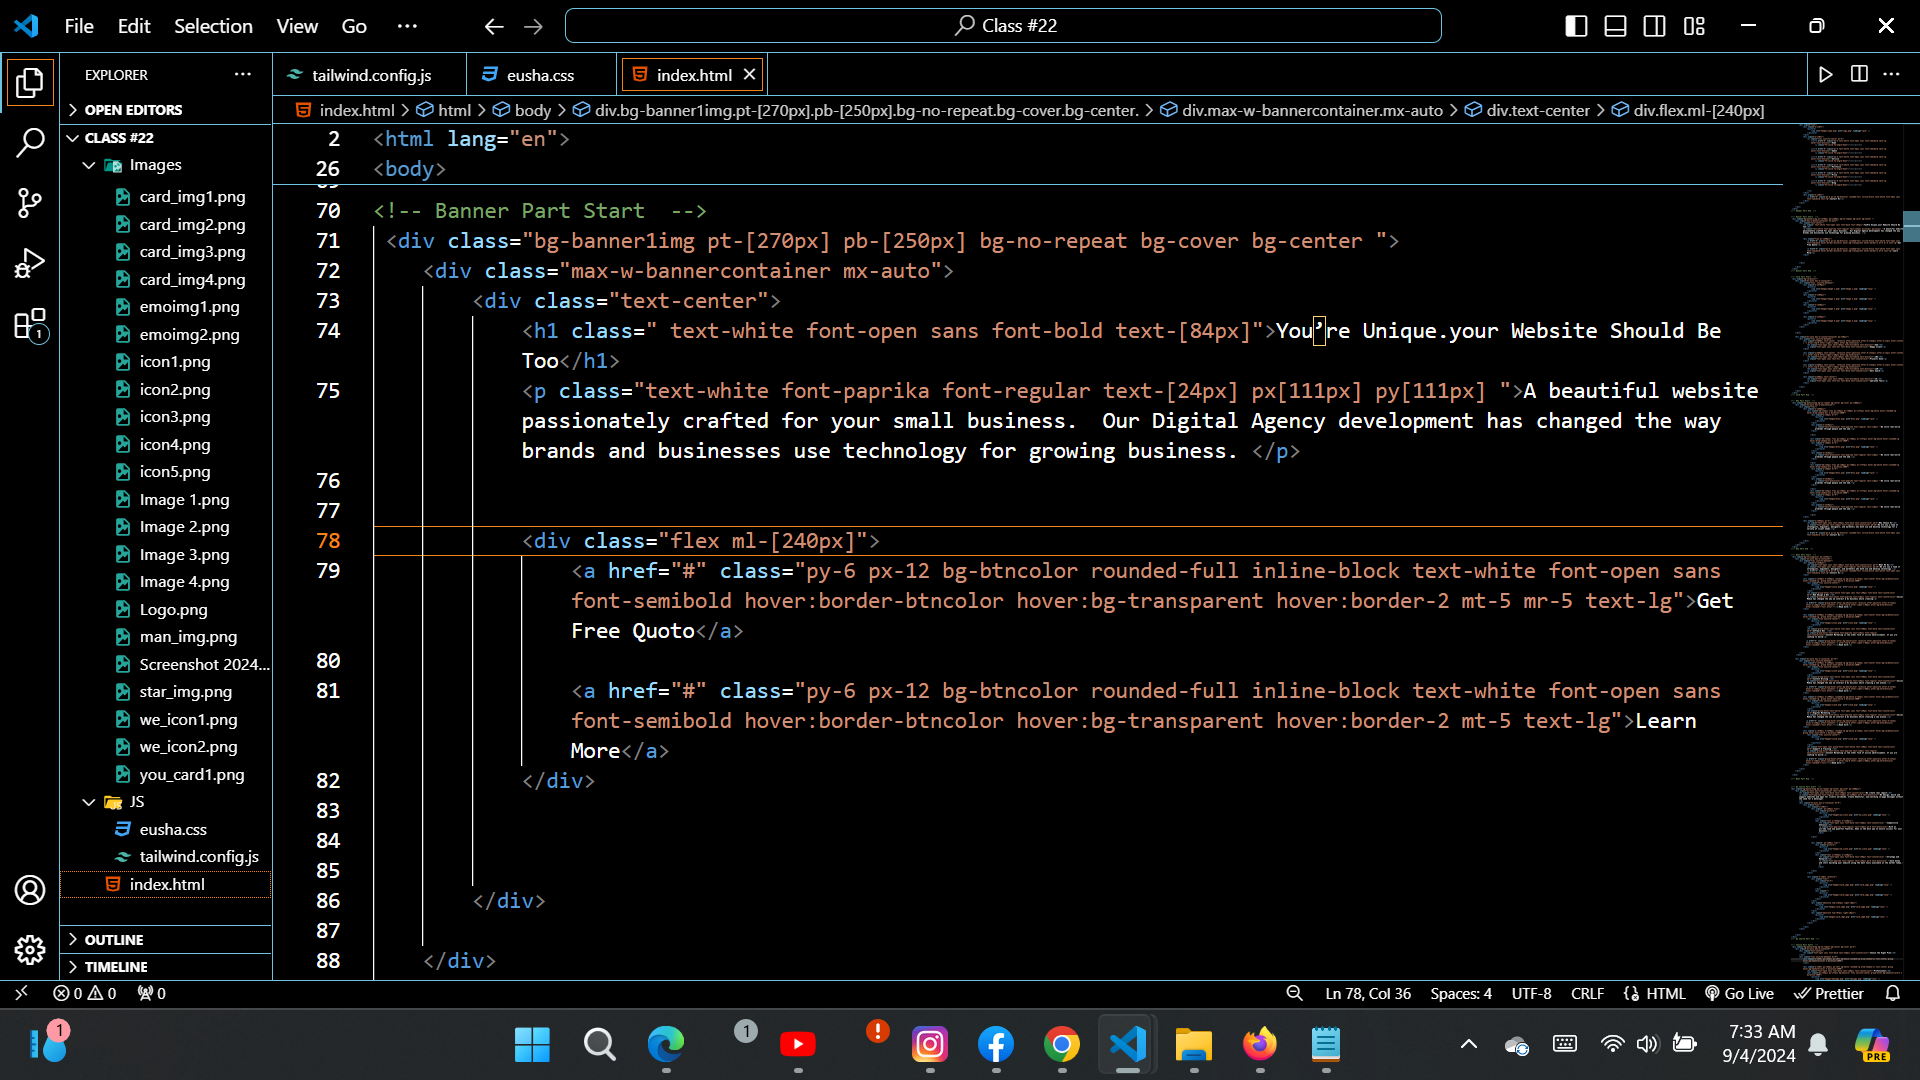 File Edit Selection View Go ... Class #22
EXPLORER ...
OPEN EDITORS
CLASS #22
Images
card_img1.png
card_img2.png
card_img3.png
card_img4.png
emoimg1.png
emoimg2.png
icon1.png
icon2.png
icon3.png
icon4.png
icon5.png
Image 1.png
Image 2.png
Image 3.png
Image 4.png
Logo.png
man_img.png
Screenshot 2024...
star_img.png
we_icon1.png
we_icon2.png
you_card1.png
JS
eusha.css
tailwind.config.js
index.html
OUTLINE
TIMELINE
1
tailwind.config.js eusha.css index.html
index.html > html > body > div.bg-banner1img.pt-[270px].pb-[250px].bg-no-repeat.bg-cover.bg-center. > div.max-w-bannercontainer.mx-auto > div.text-center > div.flex.ml-[240px]
2 <html lang="en">
26 <body>
70 <!-- Banner Part Start  -->
71 <div class="bg-banner1img pt-[270px] pb-[250px] bg-no-repeat bg-cover bg-center ">
72 <div class="max-w-bannercontainer mx-auto">
73 <div class="text-center">
74 <h1 class=" text-white font-open sans font-bold text-[84px]">You’re Unique.your Website Should Be
Too</h1>
75 <p class="text-white font-paprika font-regular text-[24px] px[111px] py[111px] ">A beautiful website
passionately crafted for your small business.  Our Digital Agency development has changed the way
brands and businesses use technology for growing business. </p>
76
77
78 <div class="flex ml-[240px]">
79 <a href="#" class="py-6 px-12 bg-btncolor rounded-full inline-block text-white font-open sans
font-semibold hover:border-btncolor hover:bg-transparent hover:border-2 mt-5 mr-5 text-lg">Get
Free Quoto</a>
80
81 <a href="#" class="py-6 px-12 bg-btncolor rounded-full inline-block text-white font-open sans
font-semibold hover:border-btncolor hover:bg-transparent hover:border-2 mt-5 text-lg">Learn
More</a>
82 </div>
83
84
85
86 </div>
87
88 </div>
0 0 0 Ln 78, Col 36 Spaces: 4 UTF-8 CRLF {} HTML Go Live Prettier
1 1 7:33 AM
9/4/2024
PRE